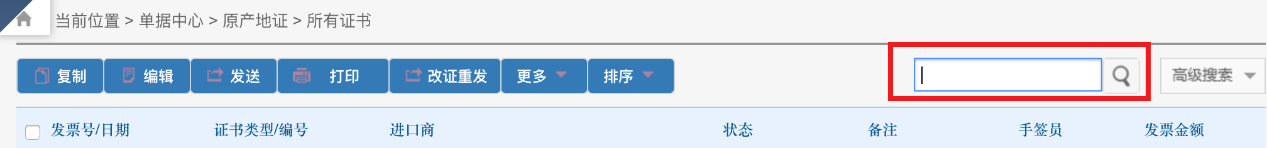 当前位置 > 单据中心 > 原产地证 > 所有证书
复制 编辑 发送 打印 改证重发 更多 排序 高级搜索
发票号/日期 证书类型/编号 进口商 状态 备注 手签员 发票金额